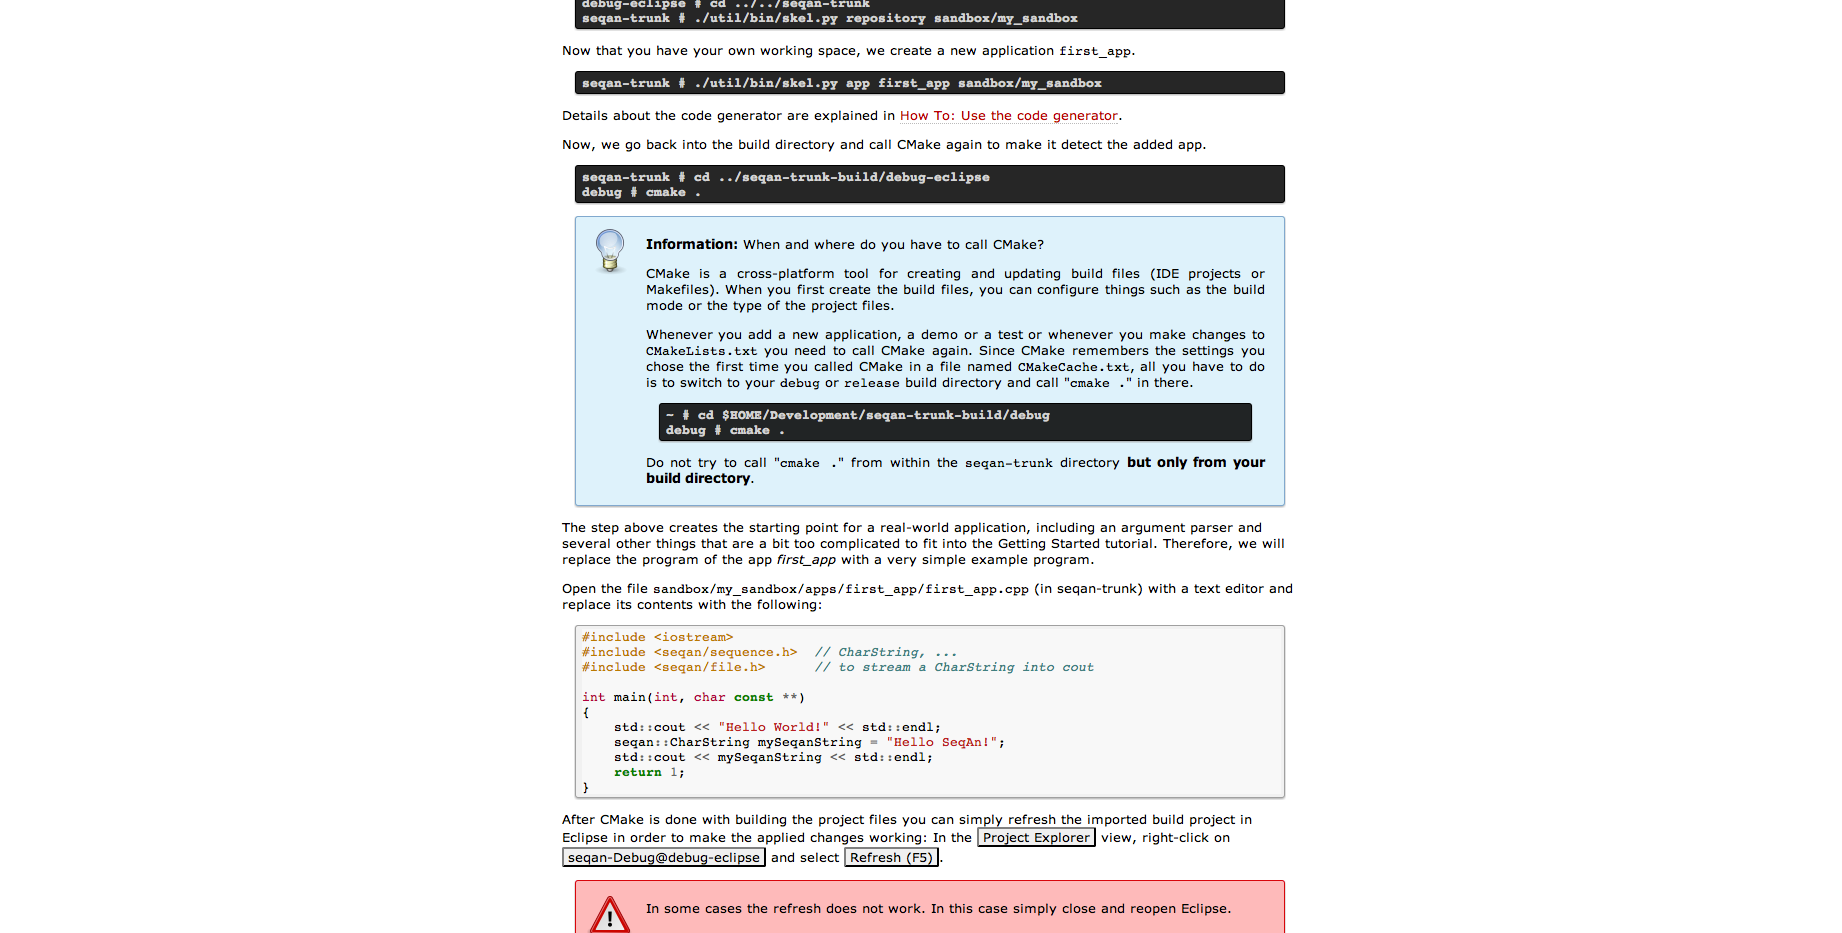 debug-eclipse # cd ../../seqan-trunk
seqan-trunk # ./util/bin/skel.py repository sandbox/my_sandbox
Now that you have your own working space, we create a new application first_app.
seqan-trunk # ./util/bin/skel.py app first_app sandbox/my_sandbox
Details about the code generator are explained in How To: Use the code generator.
Now, we go back into the build directory and call CMake again to make it detect the added app.
seqan-trunk # cd ../seqan-trunk-build/debug-eclipse
debug # cmake .
Information: When and where do you have to call CMake?
CMake is a cross-platform tool for creating and updating build files (IDE projects or
Makefiles). When you first create the build files, you can configure things such as the build
mode or the type of the project files.
Whenever you add a new application, a demo or a test or whenever you make changes to
CMakeLists.txt you need to call CMake again. Since CMake remembers the settings you
chose the first time you called CMake in a file named CMakeCache.txt, all you have to do
is to switch to your debug or release build directory and call "cmake ." in there.
~ # cd $HOME/Development/seqan-trunk-build/debug
debug # cmake .
Do not try to call "cmake ." from within the seqan-trunk directory but only from your
build directory.
The step above creates the starting point for a real-world application, including an argument parser and
several other things that are a bit too complicated to fit into the Getting Started tutorial. Therefore, we will
replace the program of the app first_app with a very simple example program.
Open the file sandbox/my_sandbox/apps/first_app/first_app.cpp (in seqan-trunk) with a text editor and
replace its contents with the following:
#include <iostream>
#include <seqan/sequence.h>  // CharString, ...
#include <seqan/file.h>      // to stream a CharString into cout
int main(int, char const **)
{
    std::cout << "Hello World!" << std::endl;
    seqan::CharString mySeqanString = "Hello SeqAn!";
    std::cout << mySeqanString << std::endl;
    return 1;
}
After CMake is done with building the project files you can simply refresh the imported build project in
Eclipse in order to make the applied changes working: In the Project Explorer view, right-click on
seqan-Debug@debug-eclipse and select Refresh (F5).
In some cases the refresh does not work. In this case simply close and reopen Eclipse.